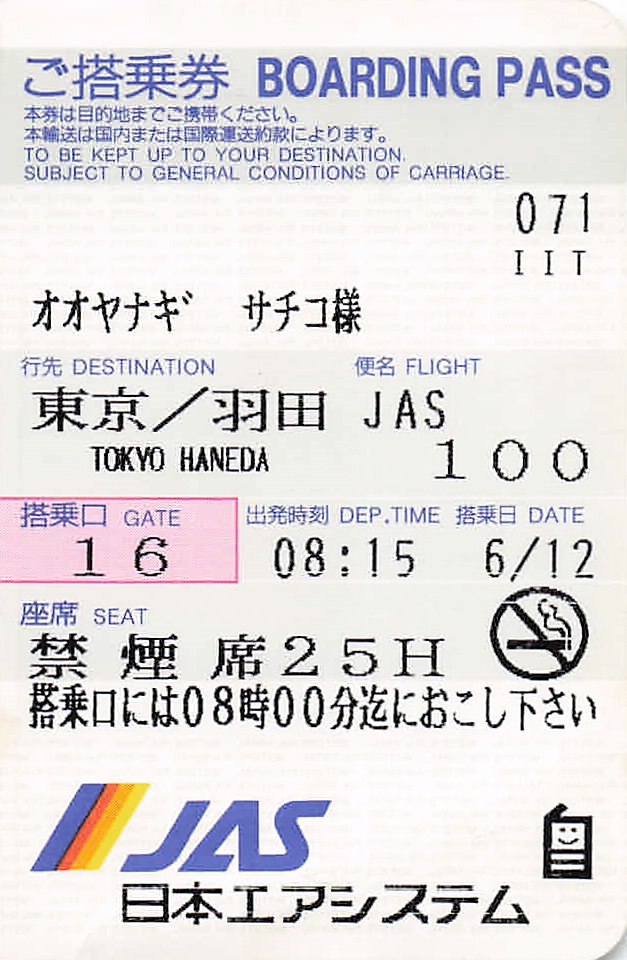 ご搭乗券 BOARDING PASS
本券は目的地までご携帯ください。
本輸送は国内または国際運送約款によります。
TO BE KEPT UP TO YOUR DESTINATION.
SUBJECT TO GENERAL CONDITIONS OF CARRIAGE.
071
IIT
オオヤナギ サチコ様
行先 DESTINATION 便名 FLIGHT
東京/羽田 JAS
TOKYO HANEDA 100
搭乗口 GATE 出発時刻 DEP.TIME 搭乗日 DATE
16 08:15 6/12
座席 SEAT
禁煙席25H
搭乗口には08時00分迄におこし下さい
JAS
日本エアシステム